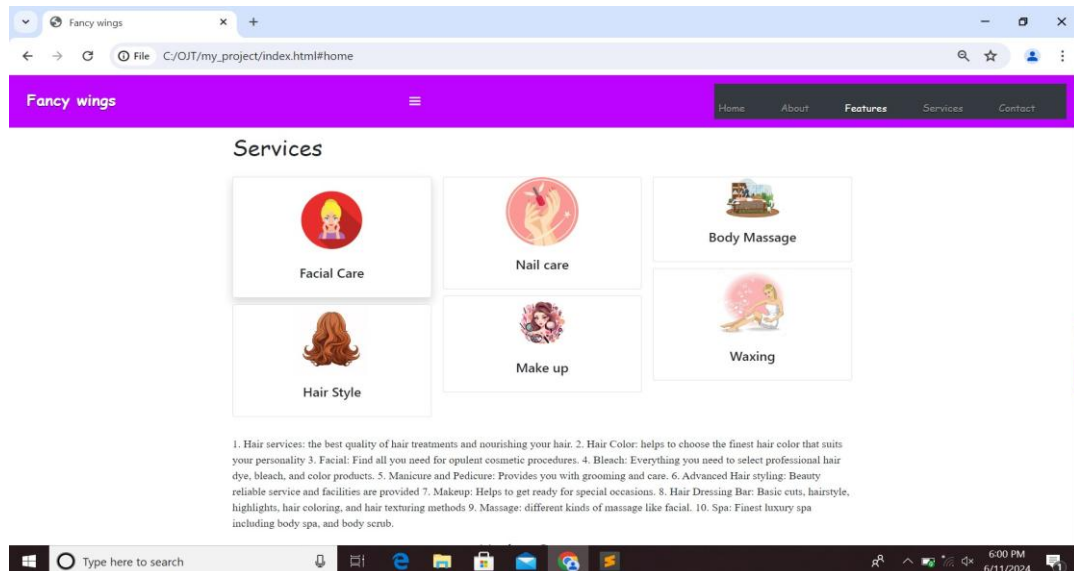 Fancy wings
File C:/OJT/my_project/index.html#home
Fancy wings
Home About Features Services Contact
Services
Facial Care
Nail care
Body Massage
Hair Style
Make up
Waxing
1. Hair services: the best quality of hair treatments and nourishing your hair. 2. Hair Color: helps to choose the finest hair color that suits
your personality 3. Facial: Find all you need for opulent cosmetic procedures. 4. Bleach: Everything you need to select professional hair
dye, bleach, and color products. 5. Manicure and Pedicure: Provides you with grooming and care. 6. Advanced Hair styling: Beauty
reliable service and facilities are provided 7. Makeup: Helps to get ready for special occasions. 8. Hair Dressing Bar: Basic cuts, hairstyle,
highlights, hair coloring, and hair texturing methods 9. Massage: different kinds of massage like facial. 10. Spa: Finest luxury spa
including body spa, and body scrub.
Type here to search
6:00 PM
6/11/2024